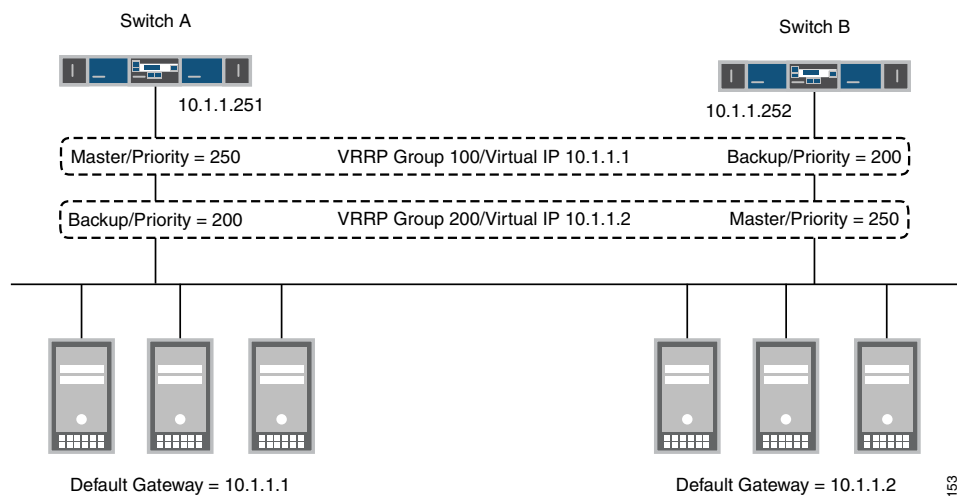 Switch A
Switch B
10.1.1.251
10.1.1.252
Master/Priority = 250 VRRP Group 100/Virtual IP 10.1.1.1 Backup/Priority = 200
Backup/Priority = 200 VRRP Group 200/Virtual IP 10.1.1.2 Master/Priority = 250
Default Gateway = 10.1.1.1 Default Gateway = 10.1.1.2
153